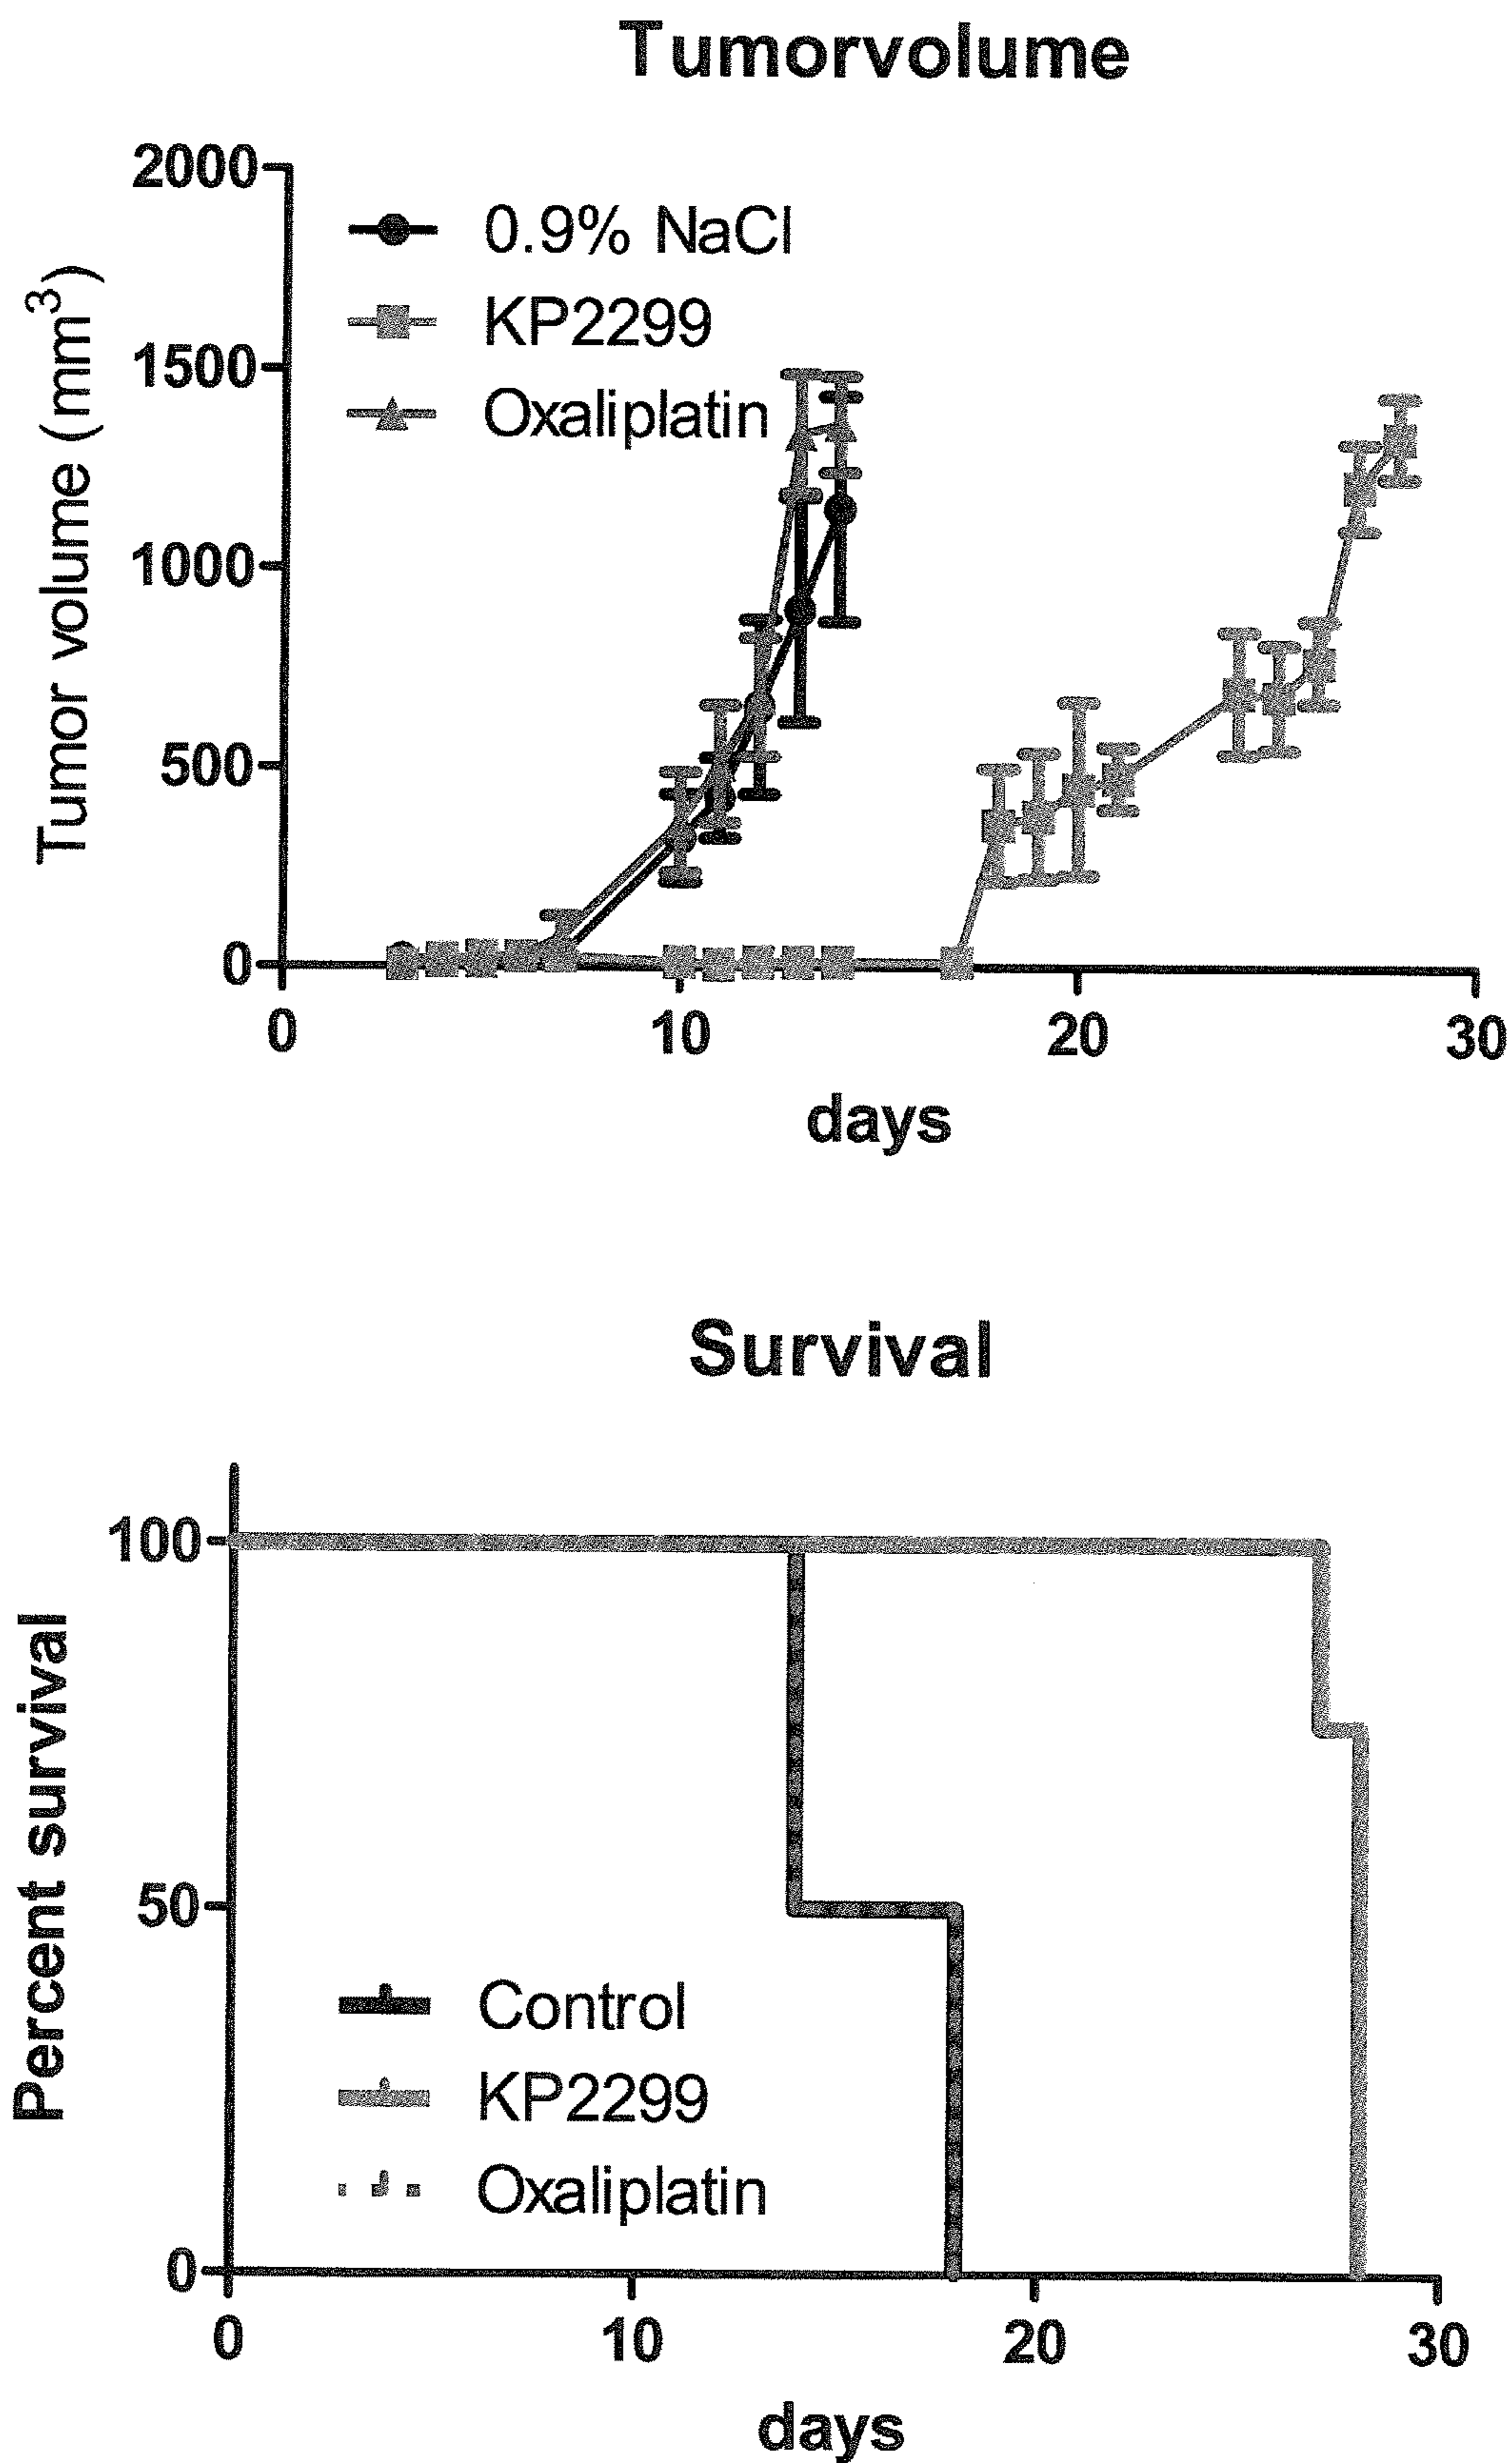 Tumorvolume
2000
1500
1000
500
0
Tumor volume (mm³)
0.9% NaCl
KP2299
Oxaliplatin
0 10 20 30
days
Survival
100
50
0
Percent survival
Control
KP2299
Oxaliplatin
0 10 20 30
days